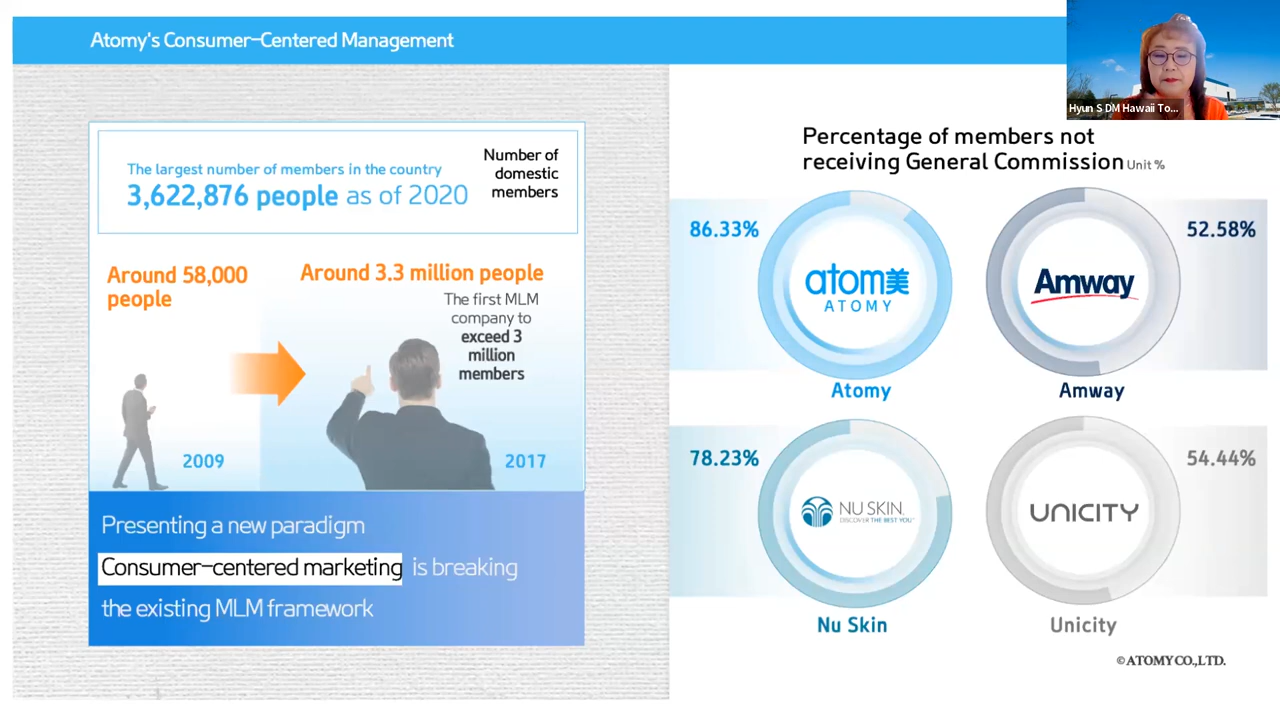 Atomy's Consumer-Centered Management
Hyun S DM Hawaii To...
The largest number of members in the country
3,622,876 people as of 2020
Number of
domestic
members
Around 58,000
people
Around 3.3 million people
The first MLM
company to
exceed 3
million
members
2009
2017
Presenting a new paradigm
Consumer-centered marketing is breaking
the existing MLM framework
Percentage of members not
receiving General Commission Unit %
86.33%
atom美
ATOMY
Atomy
52.58%
Amway
Amway
78.23%
NU SKIN
DISCOVER THE BEST YOU™
Nu Skin
54.44%
UNICITY
Unicity
© ATOMY CO.,LTD.